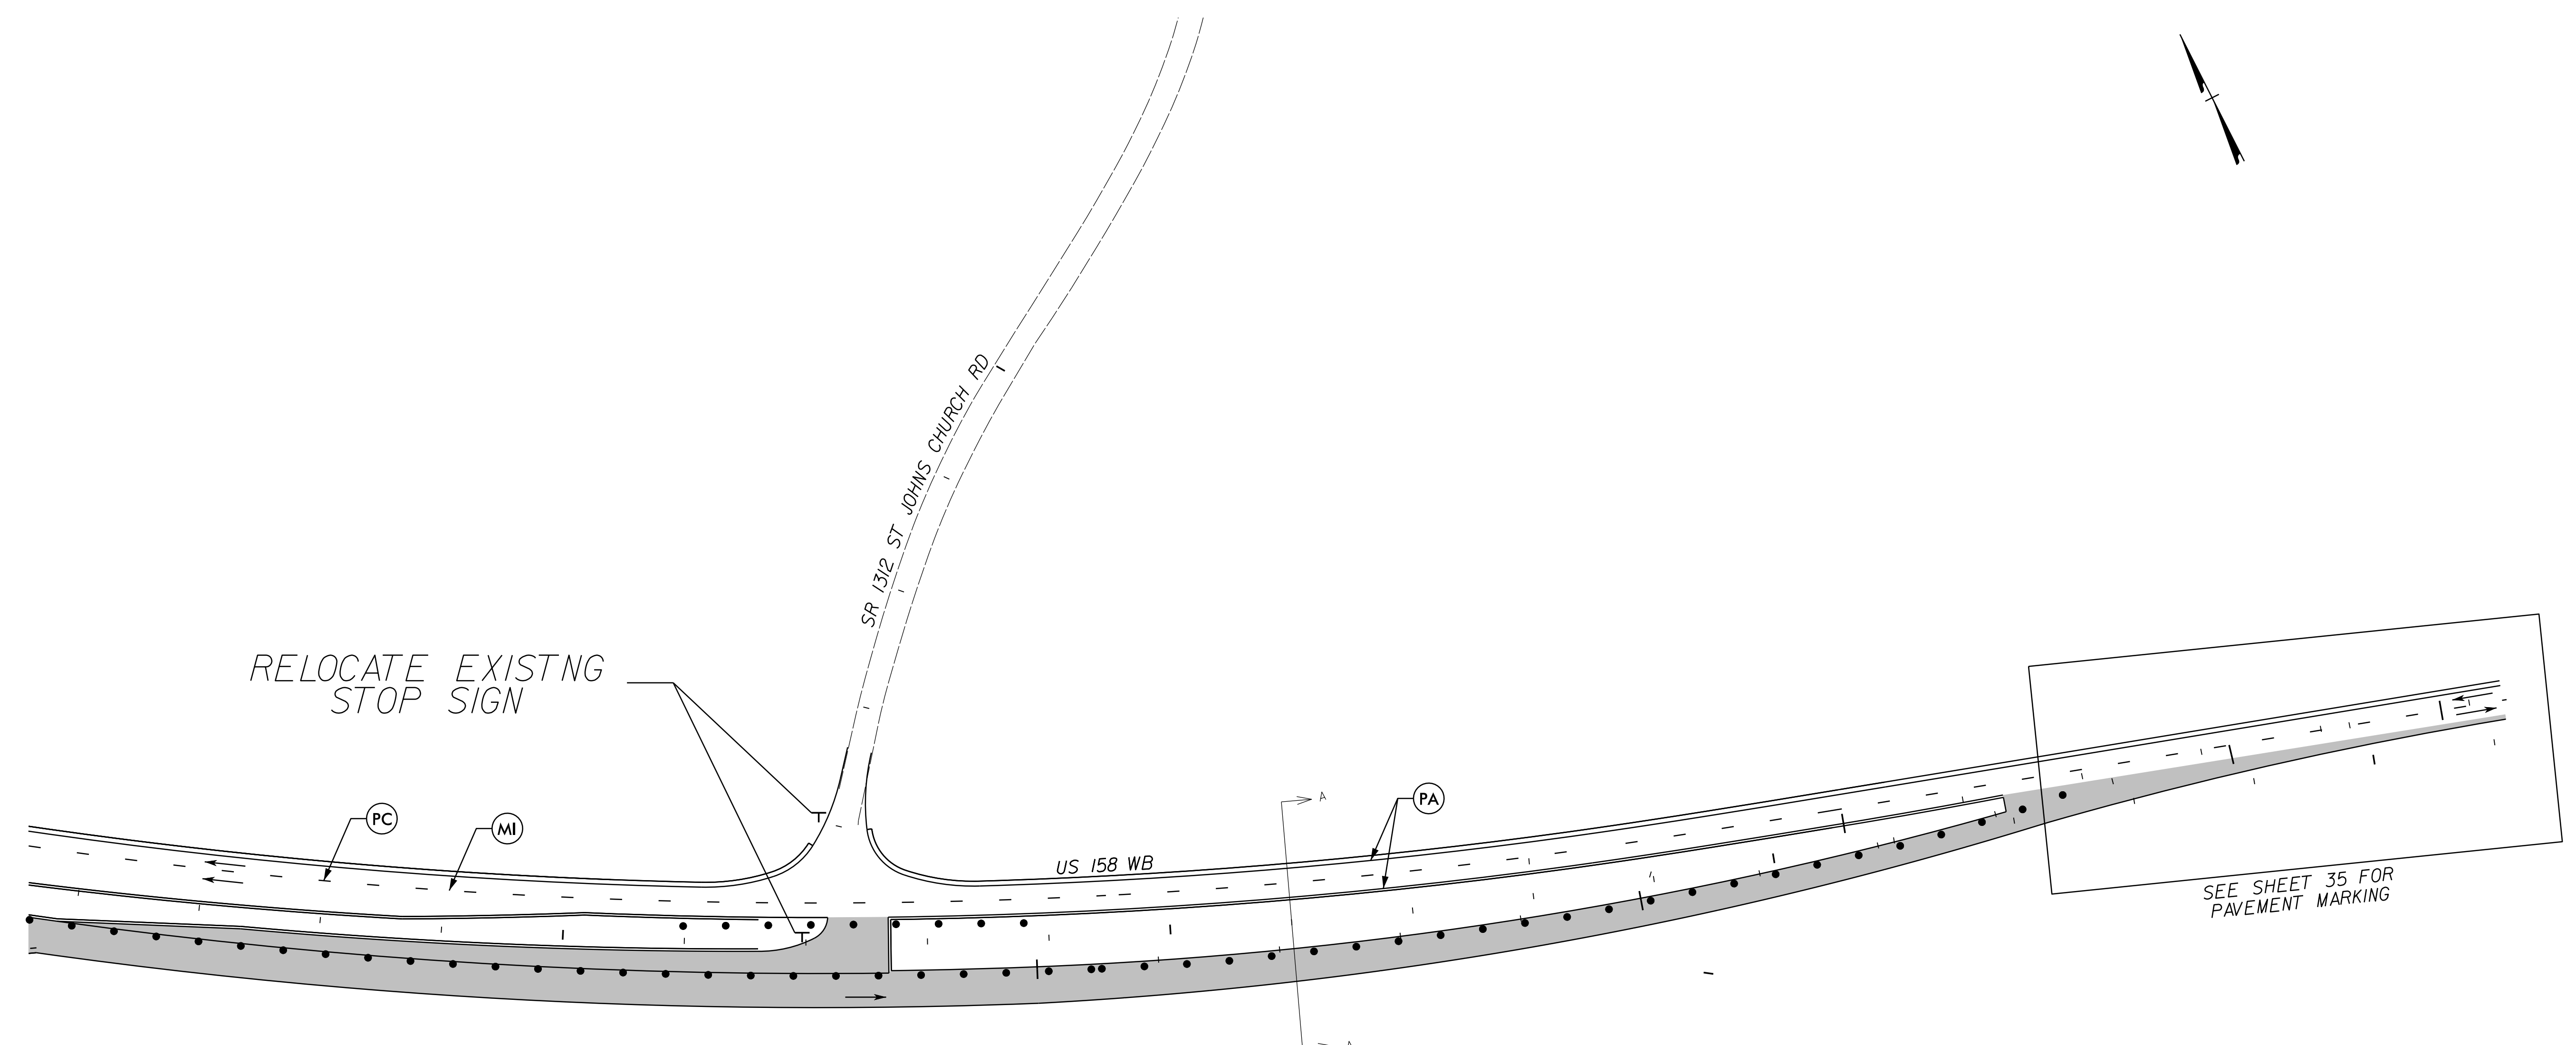 SR 1312 ST JOHNS CHURCH RD
RELOCATE EXISTNG
STOP SIGN
PC
MI
US 158 WB
A
PA
SEE SHEET 35 FOR
PAVEMENT MARKING
A